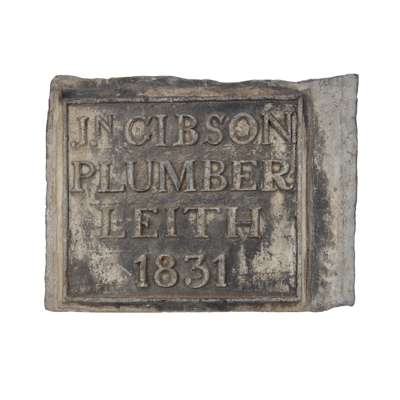 JN GIBSON
PLUMBER
LEITH
1831